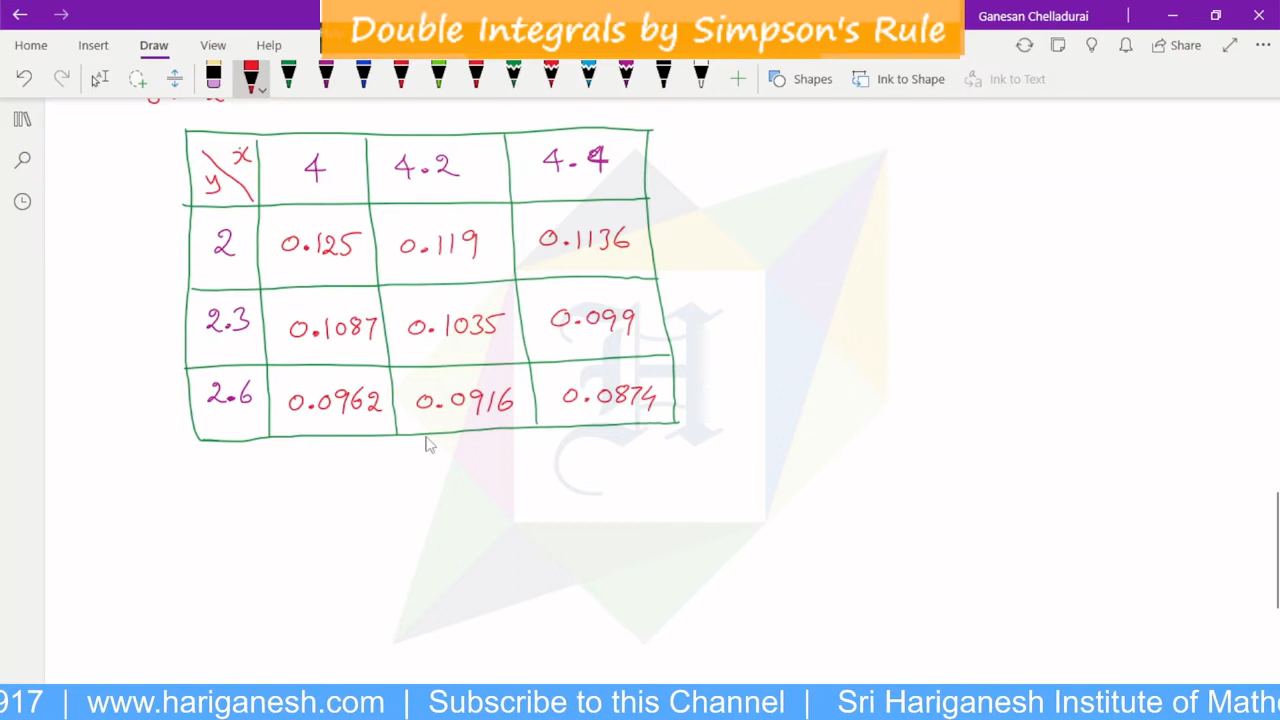 Double Integrals by Simpson's Rule
Ganesan Chelladurai
Home Insert Draw View Help
Share
Shapes Ink to Shape Ink to Text
x 4 4.2 4.4
y
2 0.125 0.119 0.1136
2.3 0.1087 0.1035 0.099
2.6 0.0962 0.0916 0.0874
H
917 | www.hariganesh.com | Subscribe to this Channel | Sri Hariganesh Institute of Mathe